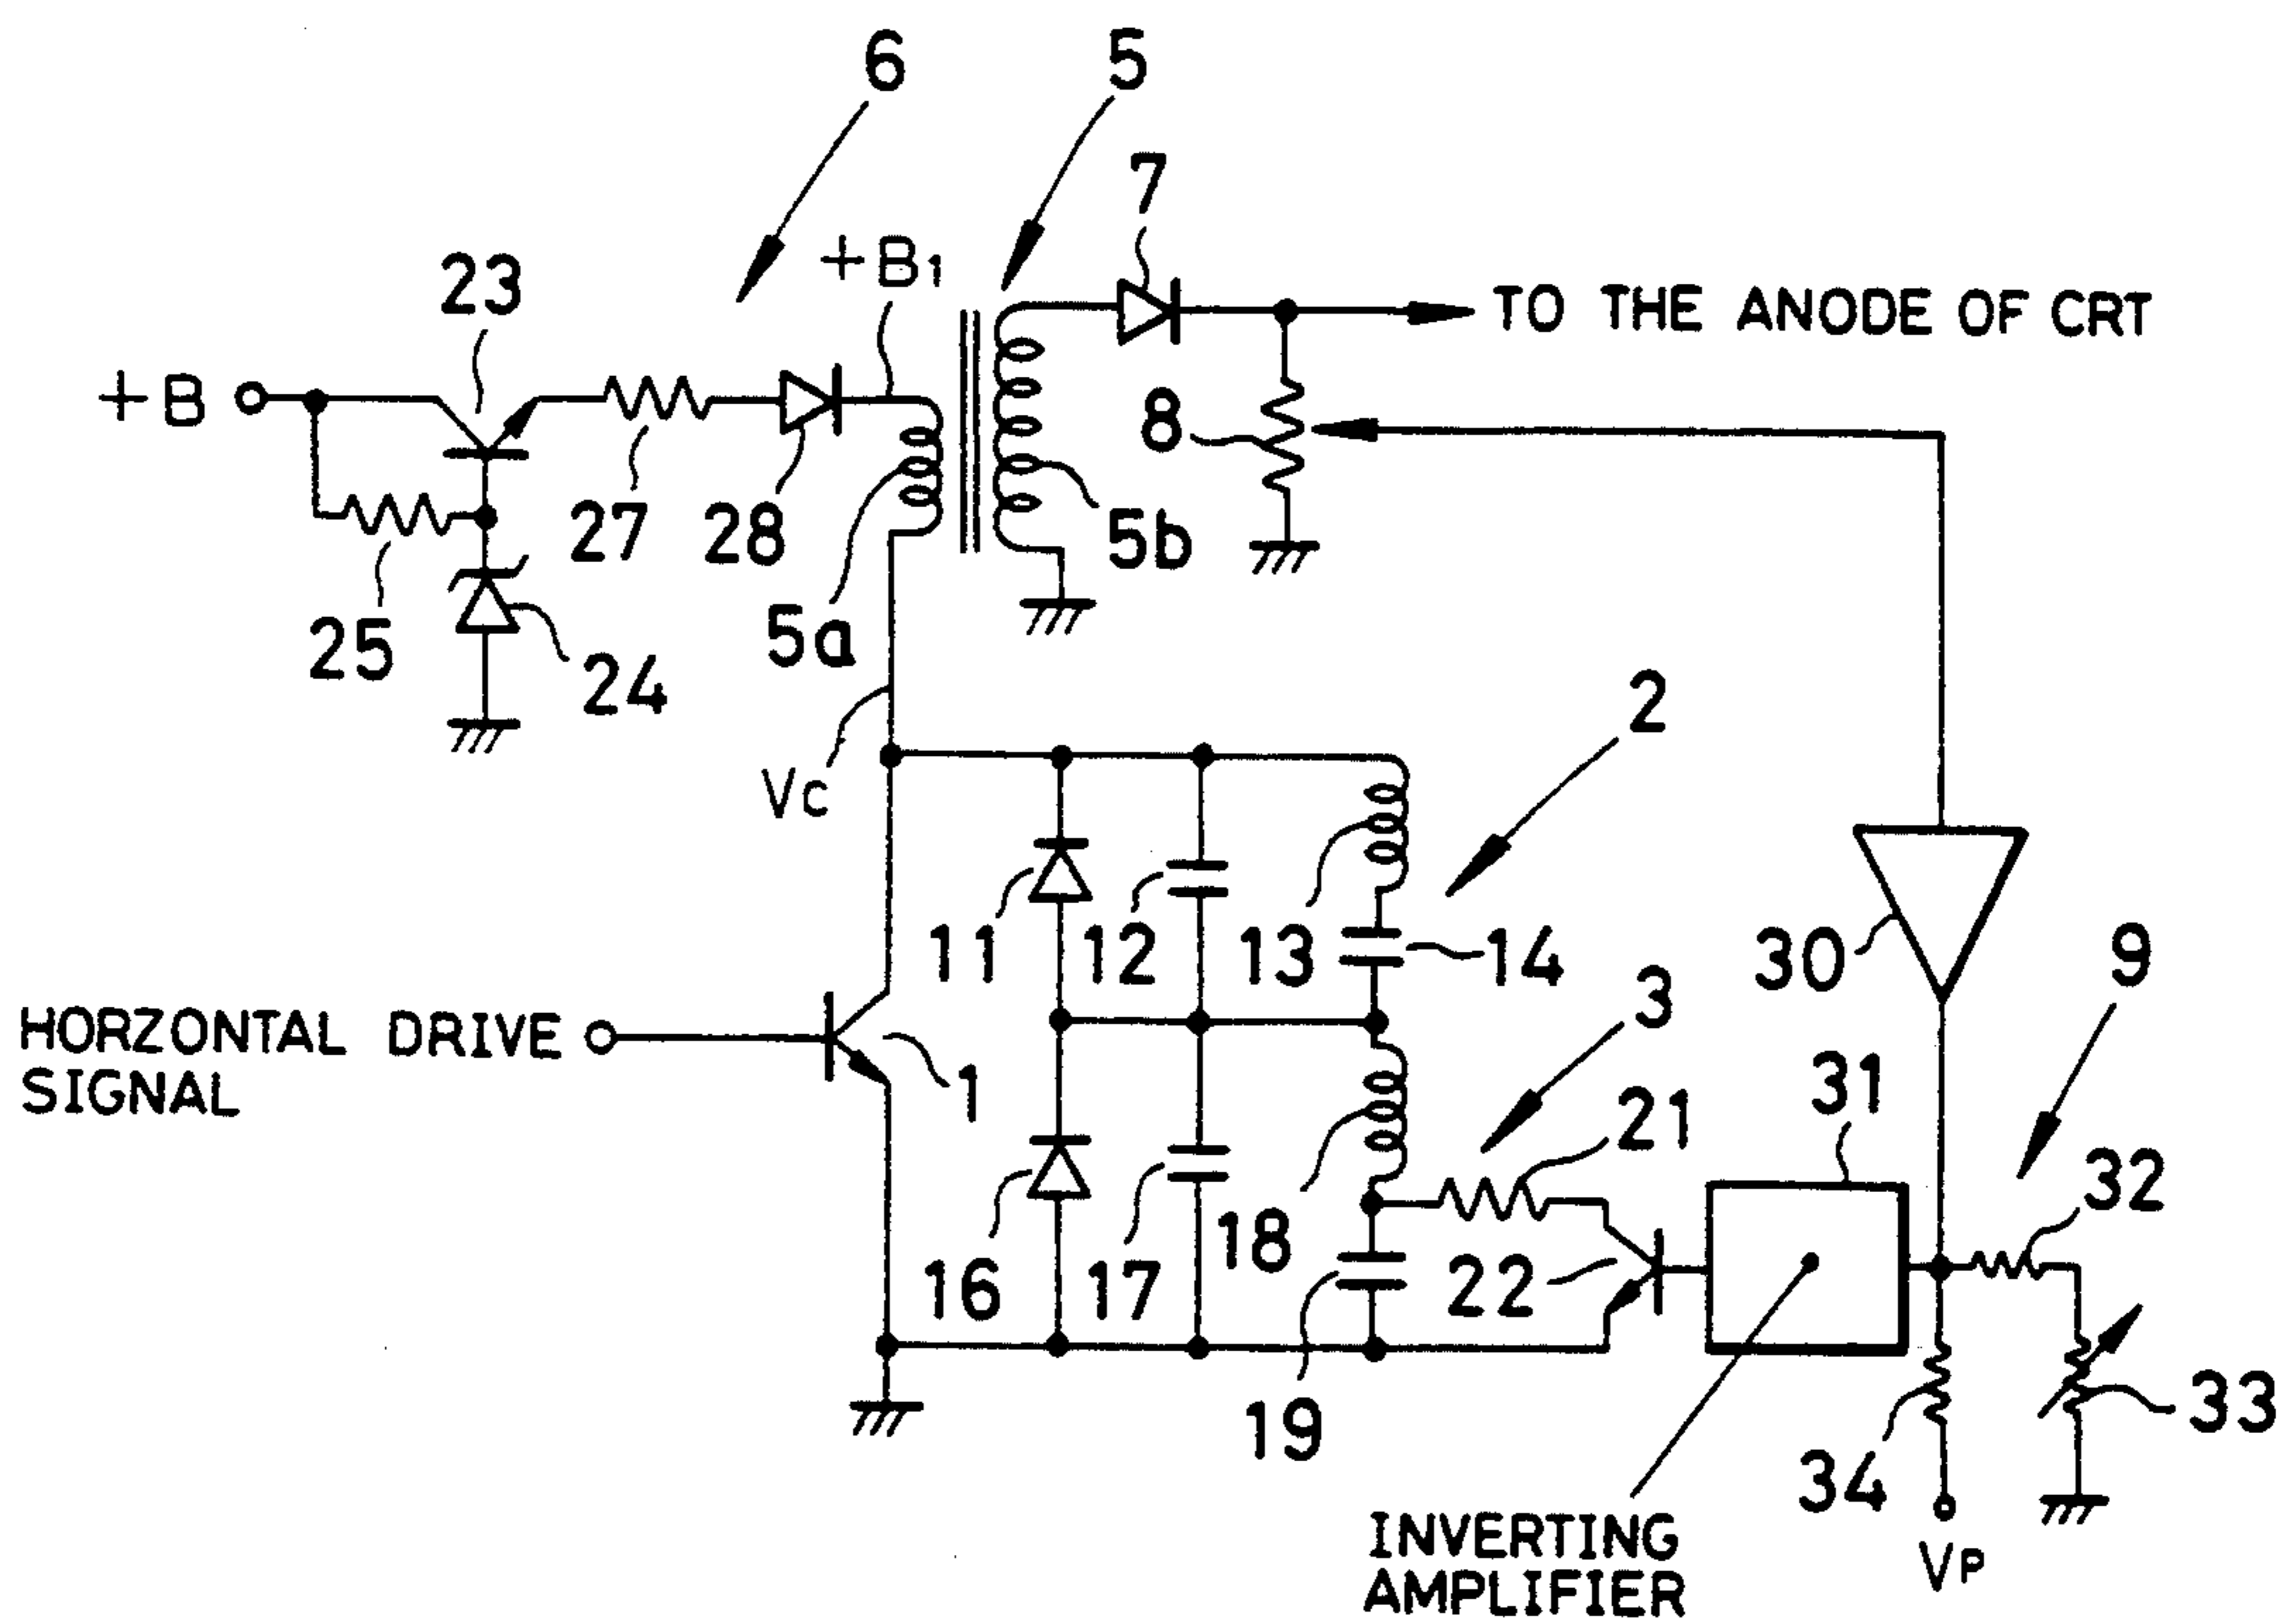 6
5
7
+B1
23
TO THE ANODE OF CRT
+B
8
27
28
5b
25
5a
24
2
Vc
11
12
13
14
30
9
3
HORZONTAL DRIVE
SIGNAL
1
31
21
32
18
16
17
22
19
33
34
INVERTING
AMPLIFIER
VP